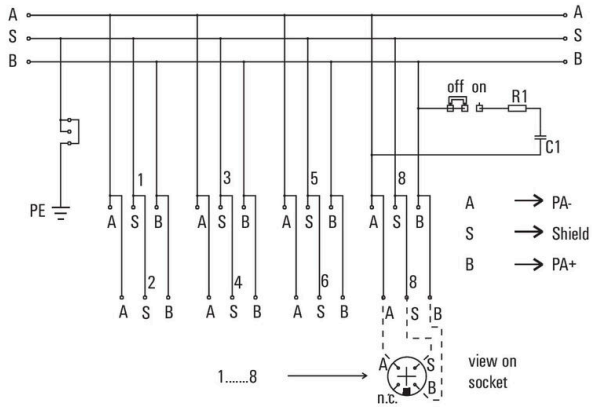 A A
S S
B B
off on
R1
C1
1 3 5 8
PE
A S B A S B A S B A S B
A → PA-
S → Shield
B → PA+
2 4 6 8
A S B A S B A S B A S B
A S
B
n.c.
view on
socket
1.......8